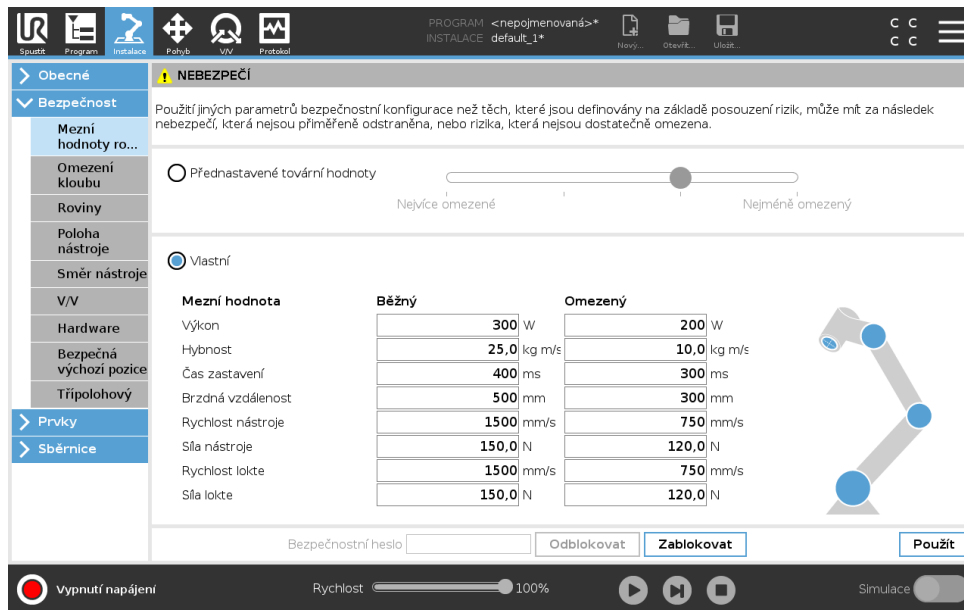 PROGRAM <nepojmenovaná>*
INSTALACE default_1*
Spustit Program Instalace Pohyb V/V Protokol Nový... Otevřít... Uložit...
C C
C C
Obecné
Bezpečnost
Mezní
hodnoty ro...
Omezení
kloubu
Roviny
Poloha
nástroje
Směr nástroje
V/V
Hardware
Bezpečná
výchozí pozice
Třípolohový
Prvky
Sběrnice
NEBEZPEČÍ
Použití jiných parametrů bezpečnostní konfigurace než těch, které jsou definovány na základě posouzení rizik, může mít za následek
nebezpečí, která nejsou přiměřeně odstraněna, nebo rizika, která nejsou dostatečně omezena.
Přednastavené tovární hodnoty
Nejvíce omezené Nejméně omezený
Vlastní
Mezní hodnota Běžný Omezený
Výkon 300 W 200 W
Hybnost 25,0 kg m/s 10,0 kg m/s
Čas zastavení 400 ms 300 ms
Brzdná vzdálenost 500 mm 300 mm
Rychlost nástroje 1500 mm/s 750 mm/s
Síla nástroje 150,0 N 120,0 N
Rychlost lokte 1500 mm/s 750 mm/s
Síla lokte 150,0 N 120,0 N
Bezpečnostní heslo Odblokovat Zablokovat Použít
Vypnutí napájení Rychlost 100% Simulace